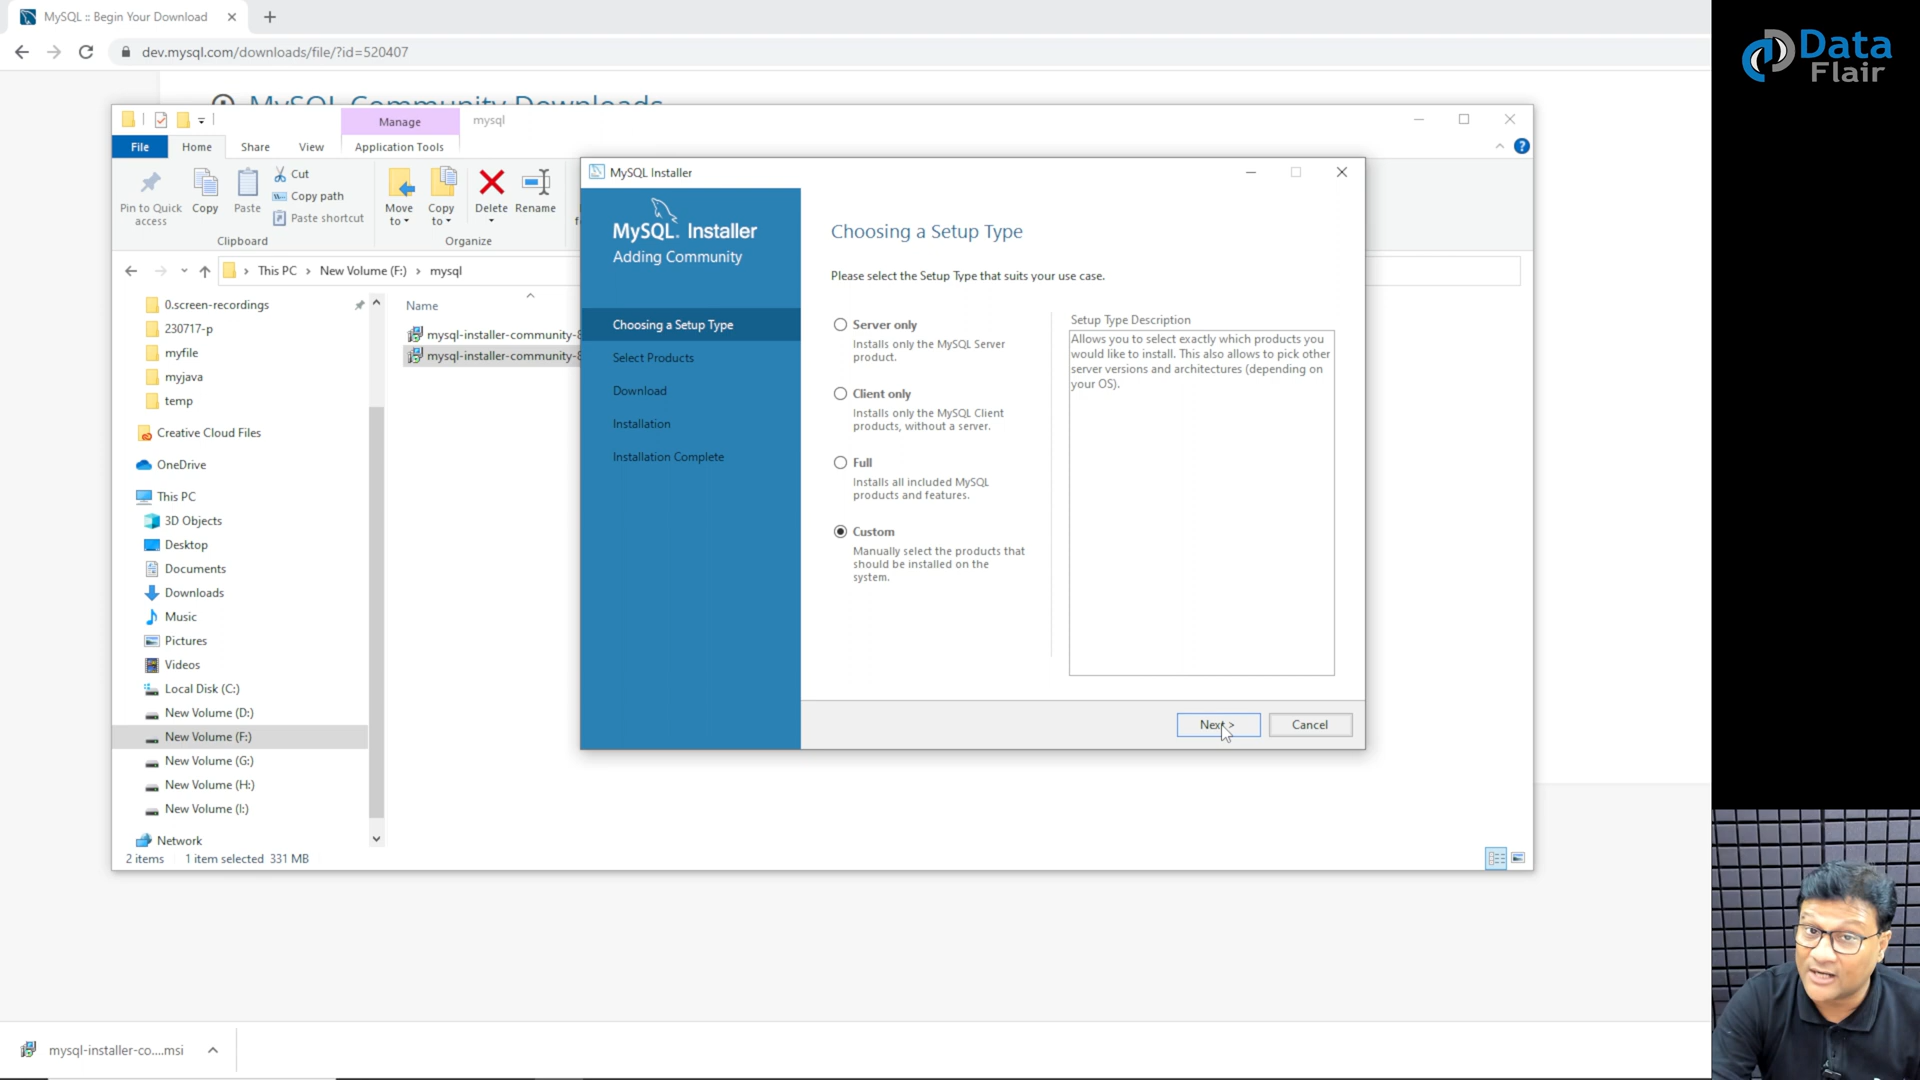 MySQL :: Begin Your Download
dev.mysql.com/downloads/file/?id=520407
Data
Flair
MySQL Community Downloads
Manage
mysql
File
Home
Share
View
Application Tools
Pin to Quick
access
Copy
Paste
Cut
Copy path
Paste shortcut
Clipboard
Move
to
Copy
to
Delete
Rename
Organize
This PC
New Volume (F:)
mysql
0.screen-recordings
230717-p
myfile
myjava
temp
Creative Cloud Files
OneDrive
This PC
3D Objects
Desktop
Documents
Downloads
Music
Pictures
Videos
Local Disk (C:)
New Volume (D:)
New Volume (F:)
New Volume (G:)
New Volume (H:)
New Volume (I:)
Network
2 items
1 item selected 331 MB
Name
mysql-installer-community-8
mysql-installer-community-8
MySQL Installer
MySQL. Installer
Adding Community
Choosing a Setup Type
Select Products
Download
Installation
Installation Complete
Choosing a Setup Type
Please select the Setup Type that suits your use case.
Server only
Installs only the MySQL Server
product.
Client only
Installs only the MySQL Client
products, without a server.
Full
Installs all included MySQL
products and features.
Custom
Manually select the products that
should be installed on the
system.
Setup Type Description
Allows you to select exactly which products you
would like to install. This also allows to pick other
server versions and architectures (depending on
your OS).
Next >
Cancel
mysql-installer-co....msi